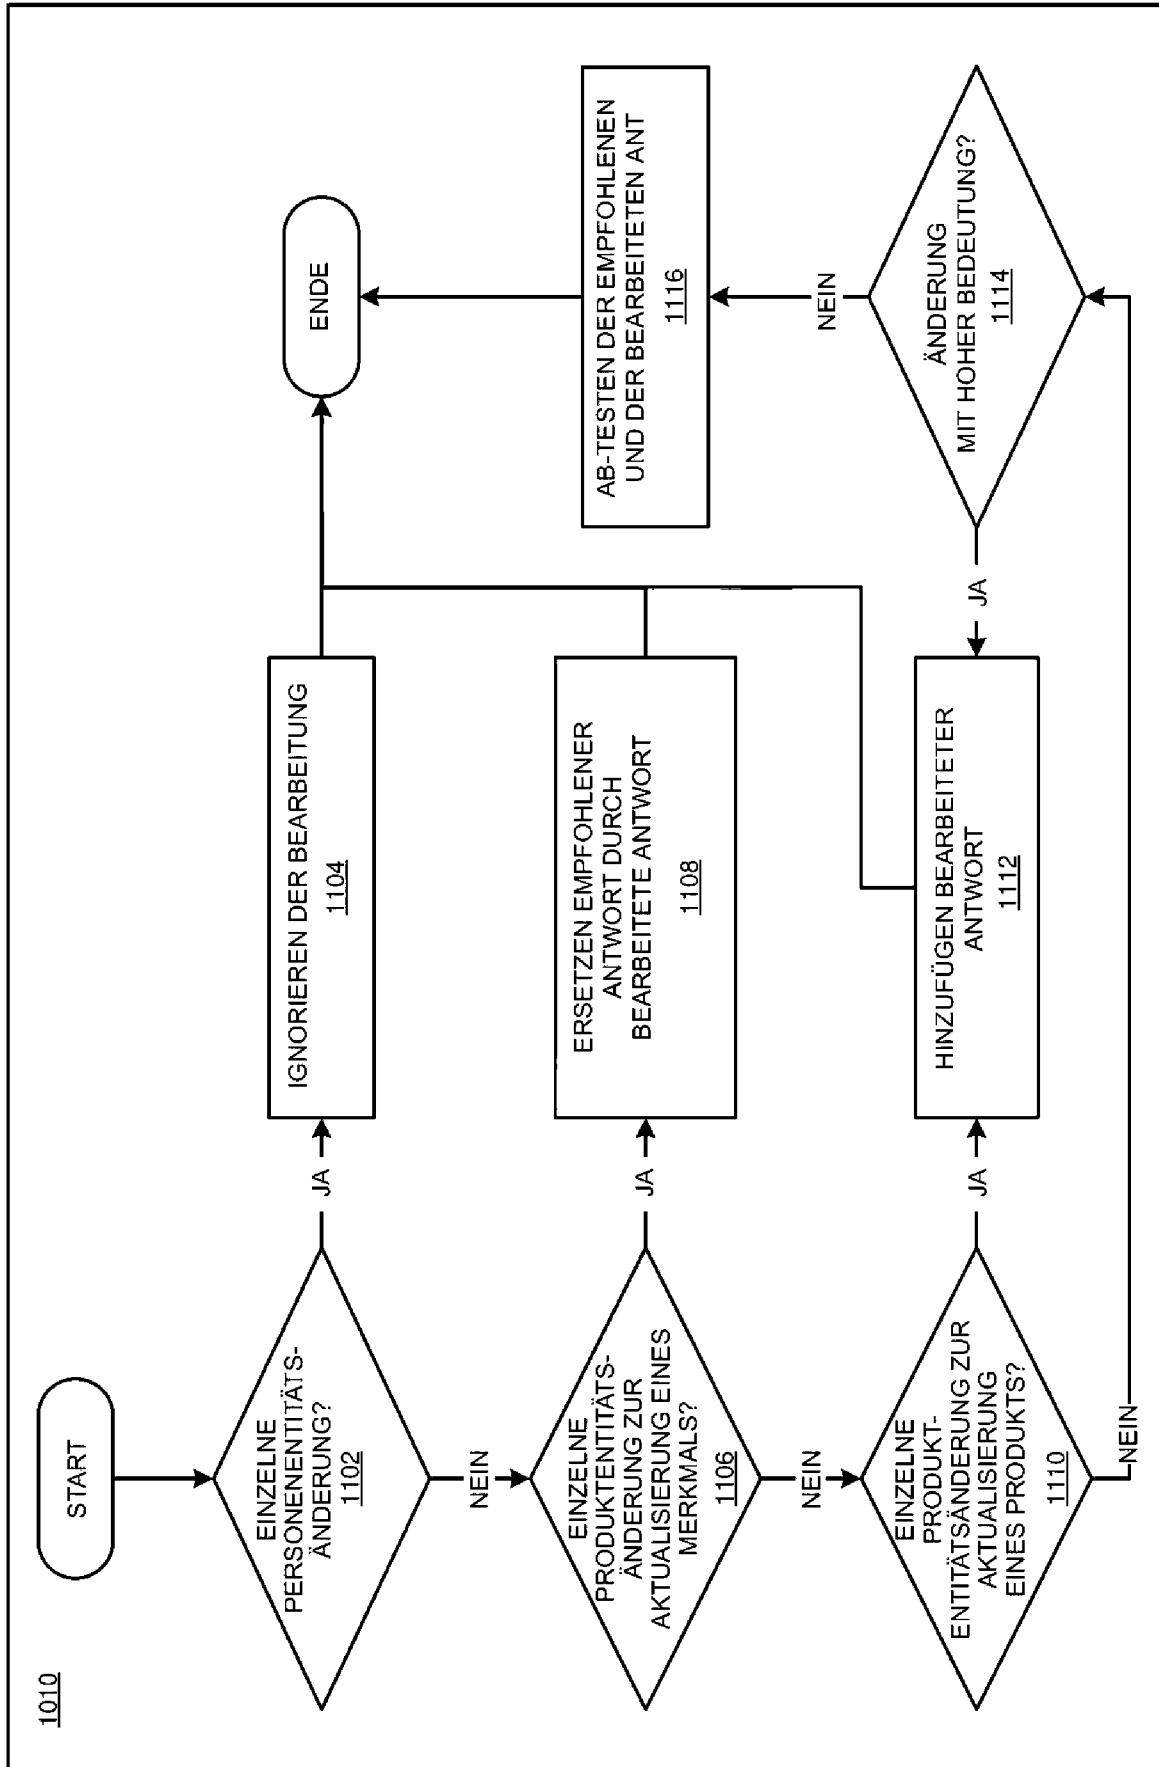 1010
START
EINZELNE
PERSONENENTITÄTS-
ÄNDERUNG?
1102
JA
IGNORIEREN DER BEARBEITUNG
1104
ENDE
NEIN
EINZELNE
PRODUKTENTITÄTS-
ÄNDERUNG ZUR
AKTUALISIERUNG EINES
MERKMALS?
1106
JA
ERSETZEN EMPFOHLENER
ANTWORT DURCH
BEARBEITETE ANTWORT
1108
AB-TESTEN DER EMPFOHLENEN
UND DER BEARBEITETEN ANT
1116
NEIN
NEIN
EINZELNE
PRODUKT-
ENTITÄTSÄNDERUNG ZUR
AKTUALISIERUNG
EINES PRODUKTS?
1110
JA
HINZUFÜGEN BEARBEITETER
ANTWORT
1112
JA
ÄNDERUNG
MIT HOHER BEDEUTUNG?
1114
NEIN